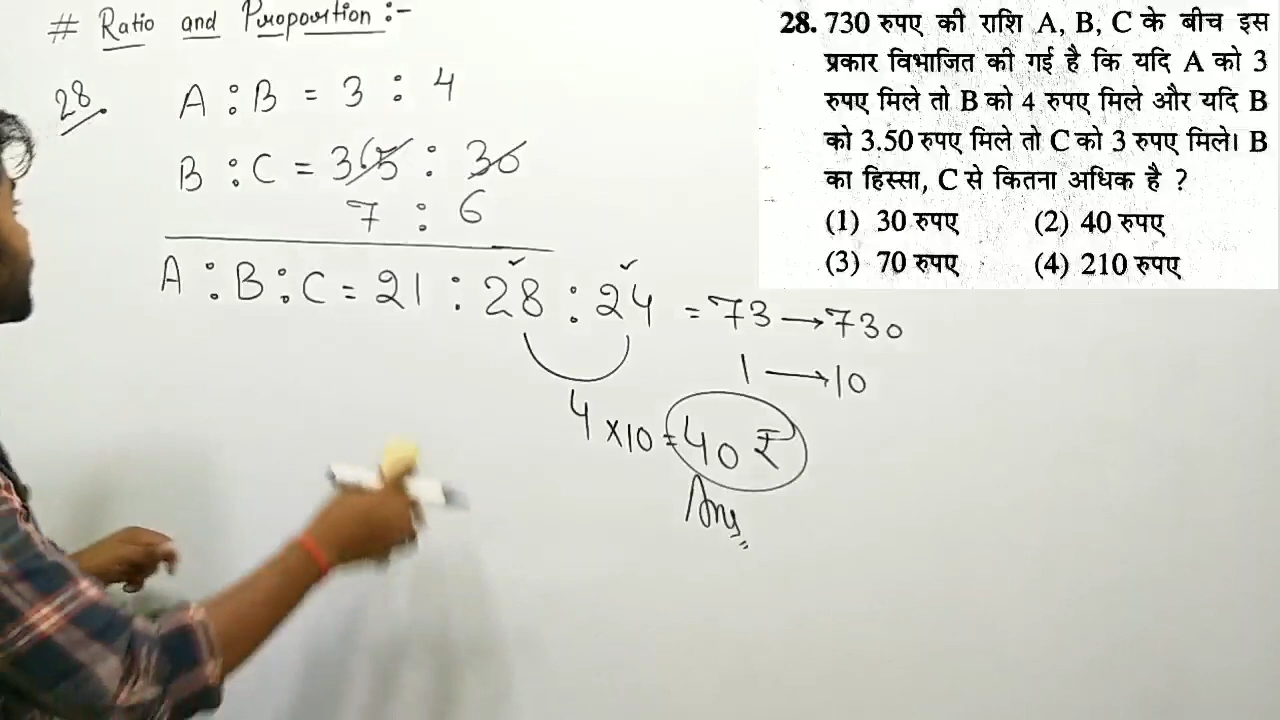 # Ratio and Proportion :-
28. A : B = 3 : 4
B : C = 3.5 : 30
7 : 6
A : B : C = 21 : 28 : 24 = 73 → 730
1 → 10
4 × 10 = 40 ₹
Ans
28. 730 रुपए की राशि A, B, C के बीच इस
प्रकार विभाजित की गई है कि यदि A को 3
रुपए मिले तो B को 4 रुपए मिले और यदि B
को 3.50 रुपए मिले तो C को 3 रुपए मिले। B
का हिस्सा, C से कितना अधिक है ?
(1) 30 रुपए (2) 40 रुपए
(3) 70 रुपए (4) 210 रुपए